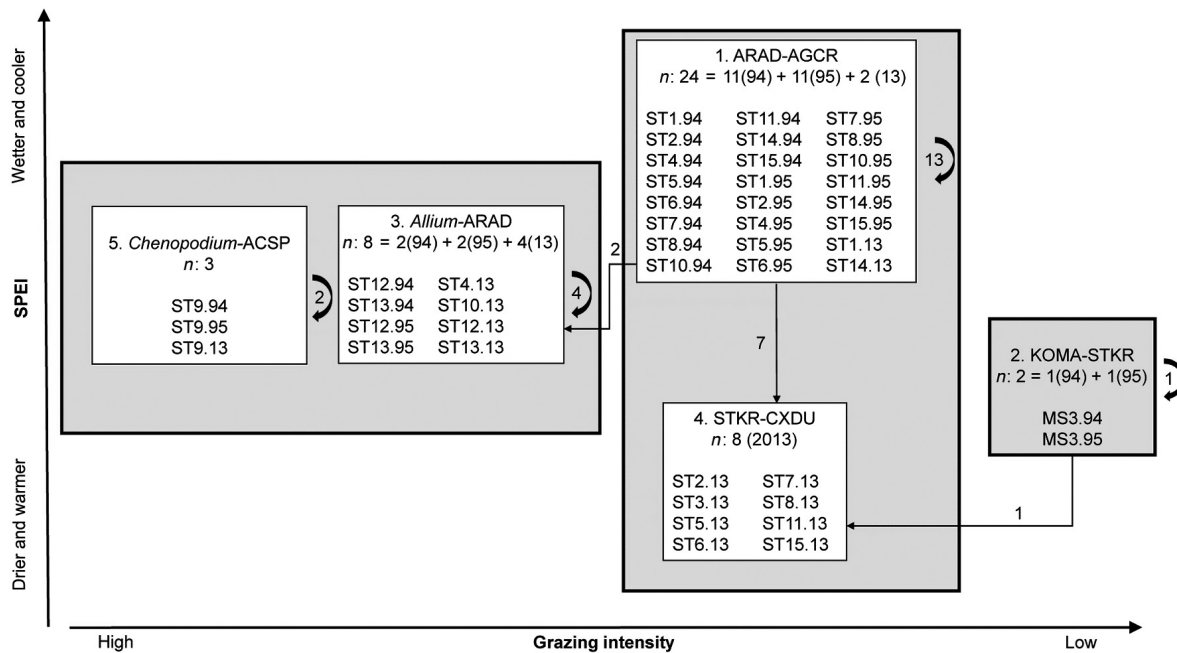 Wetter and cooler
SPEI
Drier and warmer
1. ARAD-AGCR
n: 24 = 11(94) + 11(95) + 2 (13)
ST1.94 ST11.94 ST7.95
ST2.94 ST14.94 ST8.95
ST4.94 ST15.94 ST10.95
ST5.94 ST1.95 ST11.95
ST6.94 ST2.95 ST14.95
ST7.94 ST4.95 ST15.95
ST8.94 ST5.95 ST1.13
ST10.94 ST6.95 ST14.13
13
5. Chenopodium-ACSP
n: 3
ST9.94
ST9.95
ST9.13
2
3. Allium-ARAD
n: 8 = 2(94) + 2(95) + 4(13)
ST12.94 ST4.13
ST13.94 ST10.13
ST12.95 ST12.13
ST13.95 ST13.13
4
2
7
2. KOMA-STKR
n: 2 = 1(94) + 1(95)
MS3.94
MS3.95
1
4. STKR-CXDU
n: 8 (2013)
ST2.13 ST7.13
ST3.13 ST8.13
ST5.13 ST11.13
ST6.13 ST15.13
1
High Grazing intensity Low